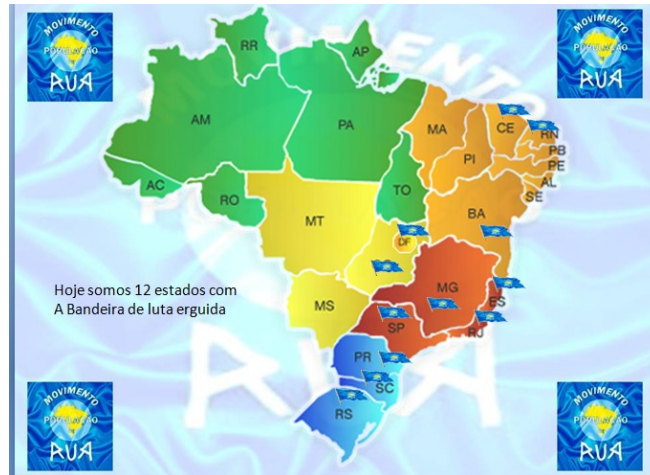 MOVIMENTO
POPULAÇÃO
RUA
MOVIMENTO
POPULAÇÃO
RUA
RR
AP
AM
PA
MA
CE
RN
PB
PE
AL
SE
PI
AC
RO
TO
BA
MT
DF
Hoje somos 12 estados com
A Bandeira de luta erguida
MS
MG
ES
SP
RJ
PR
SC
RS
MOVIMENTO
POPULAÇÃO
RUA
MOVIMENTO
POPULAÇÃO
RUA
MOVIMENTO
RUA